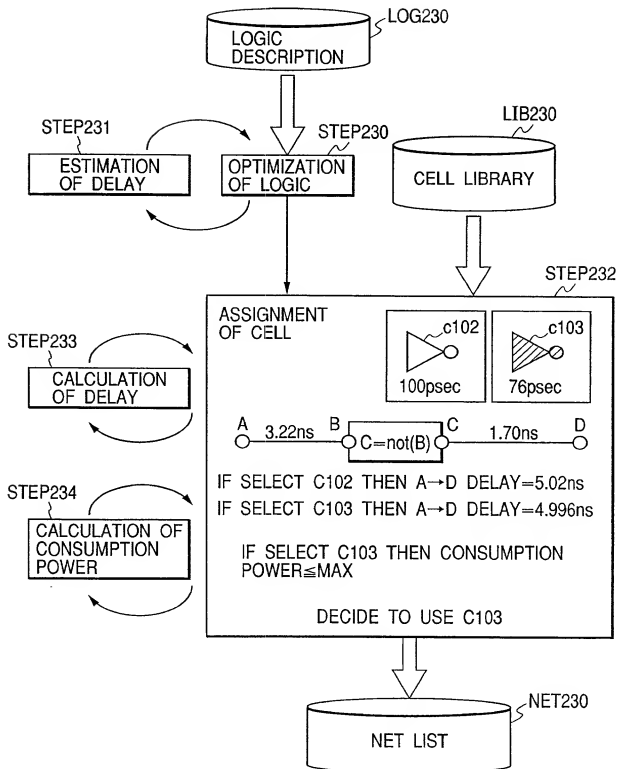 LOG230
LOGIC
DESCRIPTION
STEP231
ESTIMATION
OF DELAY
STEP230
OPTIMIZATION
OF LOGIC
LIB230
CELL LIBRARY
STEP232
ASSIGNMENT
OF CELL
c102
100psec
c103
76psec
STEP233
CALCULATION
OF DELAY
A 3.22ns B C=not(B) C 1.70ns D
IF SELECT C102 THEN A→D DELAY=5.02ns
IF SELECT C103 THEN A→D DELAY=4.996ns
STEP234
CALCULATION OF
CONSUMPTION
POWER
IF SELECT C103 THEN CONSUMPTION
POWER≦MAX
DECIDE TO USE C103
NET230
NET LIST